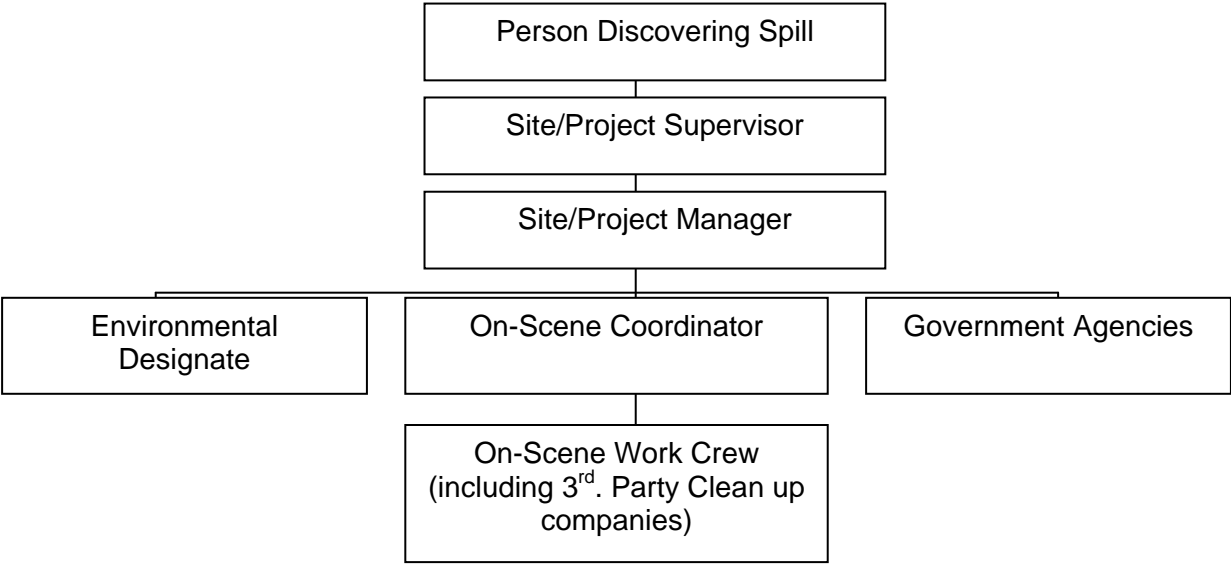 Person Discovering Spill
Site/Project Supervisor
Site/Project Manager
Environmental
Designate
On-Scene Coordinator
Government Agencies
On-Scene Work Crew
(including 3rd. Party Clean up
companies)